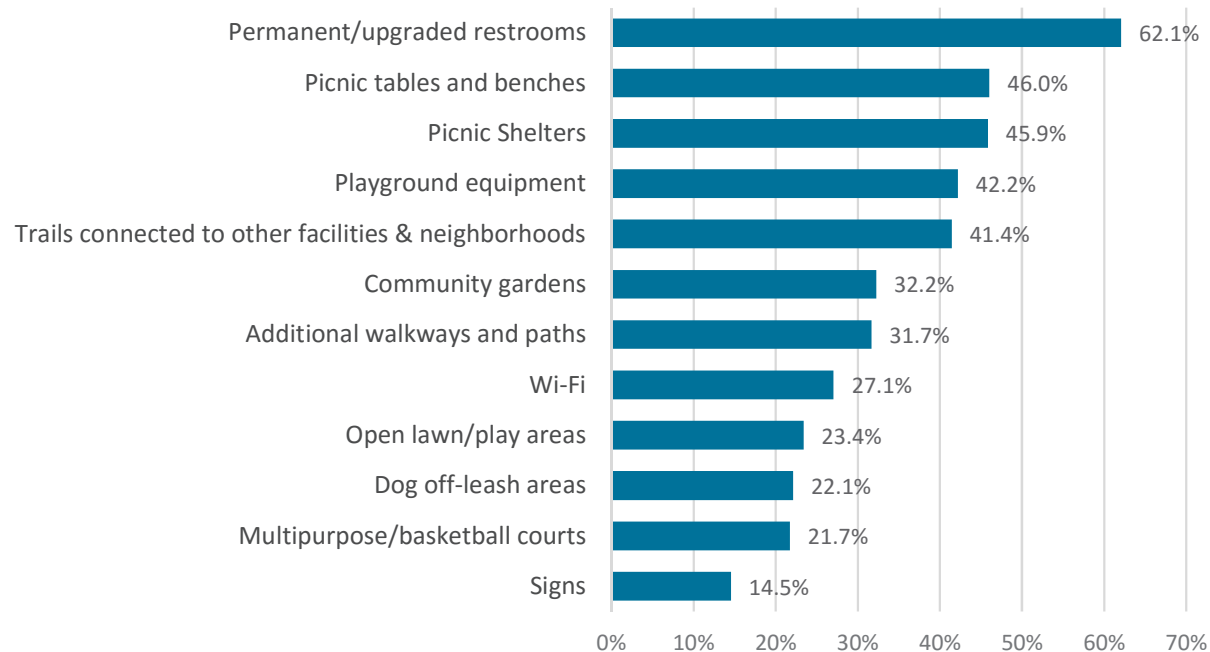 Permanent/upgraded restrooms 62.1%
Picnic tables and benches 46.0%
Picnic Shelters 45.9%
Playground equipment 42.2%
Trails connected to other facilities & neighborhoods 41.4%
Community gardens 32.2%
Additional walkways and paths 31.7%
Wi-Fi 27.1%
Open lawn/play areas 23.4%
Dog off-leash areas 22.1%
Multipurpose/basketball courts 21.7%
Signs 14.5%
0% 10% 20% 30% 40% 50% 60% 70%